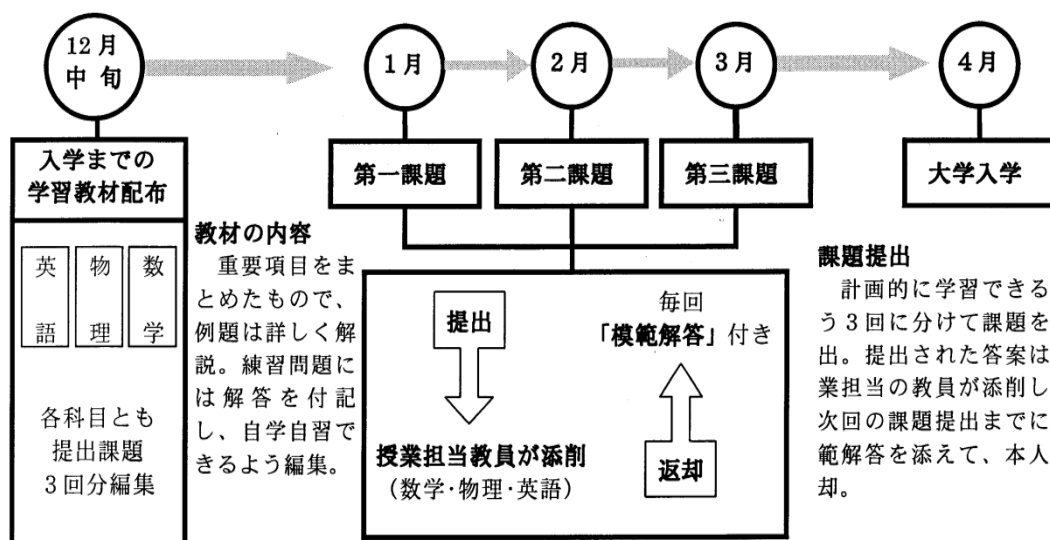 12月
中 旬
1月
2月
3月
4月
入学までの
学習教材配布
第一課題
第二課題
第三課題
大学入学
英語
物理
数学
各科目とも
提出課題
3回分編集
教材の内容
重要項目をま
とめたもので、
例題は詳しく解
説。練習問題に
は解答を付記
し、自学自習で
きるよう編集。
提出
授業担当教員が添削
(数学・物理・英語)
毎回
「模範解答」付き
返却
課題提出
計画的に学習できる
う3回に分けて課題を
出。提出された答案は
業担当の教員が添削し
次回の課題提出までに
範解答を添えて、本人
却。